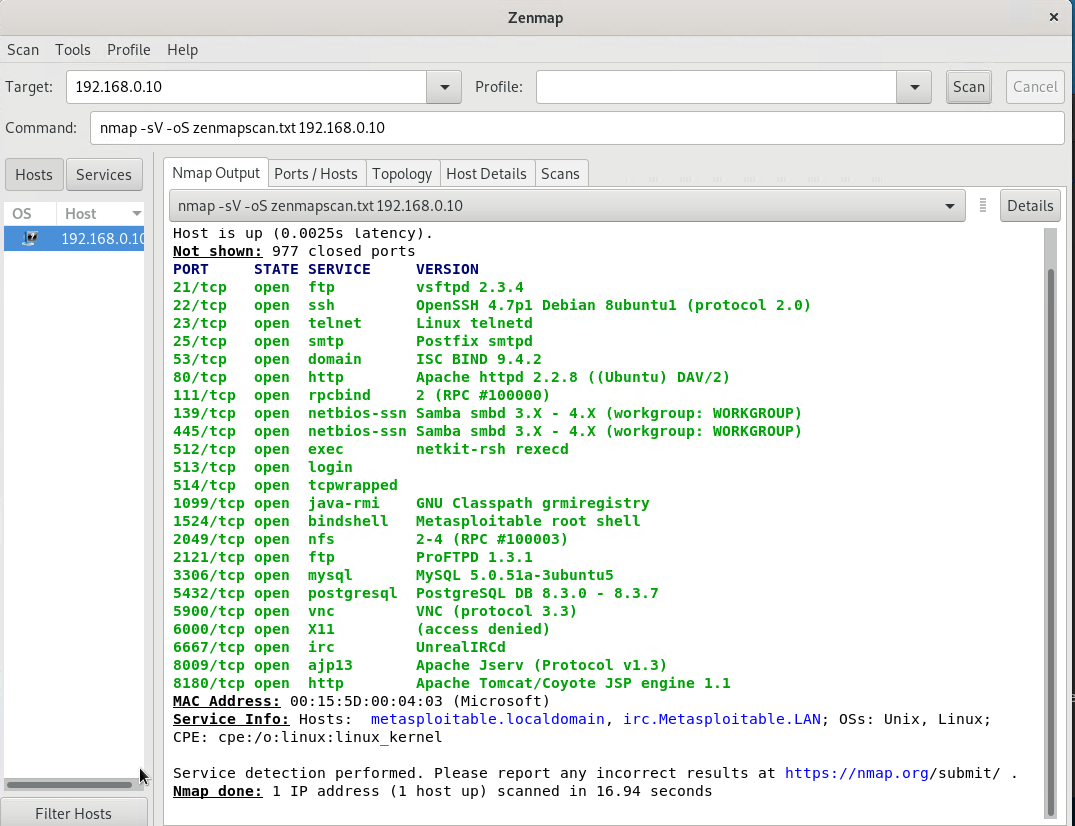 Zenmap ×
Scan Tools Profile Help
Target: 192.168.0.10 Profile: Scan Cancel
Command: nmap -sV -oS zenmapscan.txt 192.168.0.10
Hosts Services
Nmap Output Ports / Hosts Topology Host Details Scans
OS Host
192.168.0.10
nmap -sV -oS zenmapscan.txt 192.168.0.10 Details
Host is up (0.0025s latency).
Not shown: 977 closed ports
PORT STATE SERVICE VERSION
21/tcp open ftp vsftpd 2.3.4
22/tcp open ssh OpenSSH 4.7p1 Debian 8ubuntu1 (protocol 2.0)
23/tcp open telnet Linux telnetd
25/tcp open smtp Postfix smtpd
53/tcp open domain ISC BIND 9.4.2
80/tcp open http Apache httpd 2.2.8 ((Ubuntu) DAV/2)
111/tcp open rpcbind 2 (RPC #100000)
139/tcp open netbios-ssn Samba smbd 3.X - 4.X (workgroup: WORKGROUP)
445/tcp open netbios-ssn Samba smbd 3.X - 4.X (workgroup: WORKGROUP)
512/tcp open exec netkit-rsh rexecd
513/tcp open login
514/tcp open tcpwrapped
1099/tcp open java-rmi GNU Classpath grmiregistry
1524/tcp open bindshell Metasploitable root shell
2049/tcp open nfs 2-4 (RPC #100003)
2121/tcp open ftp ProFTPD 1.3.1
3306/tcp open mysql MySQL 5.0.51a-3ubuntu5
5432/tcp open postgresql PostgreSQL DB 8.3.0 - 8.3.7
5900/tcp open vnc VNC (protocol 3.3)
6000/tcp open X11 (access denied)
6667/tcp open irc UnrealIRCd
8009/tcp open ajp13 Apache Jserv (Protocol v1.3)
8180/tcp open http Apache Tomcat/Coyote JSP engine 1.1
MAC Address: 00:15:5D:00:04:03 (Microsoft)
Service Info: Hosts: metasploitable.localdomain, irc.Metasploitable.LAN; OSs: Unix, Linux;
CPE: cpe:/o:linux:linux_kernel
Service detection performed. Please report any incorrect results at https://nmap.org/submit/ .
Nmap done: 1 IP address (1 host up) scanned in 16.94 seconds
Filter Hosts